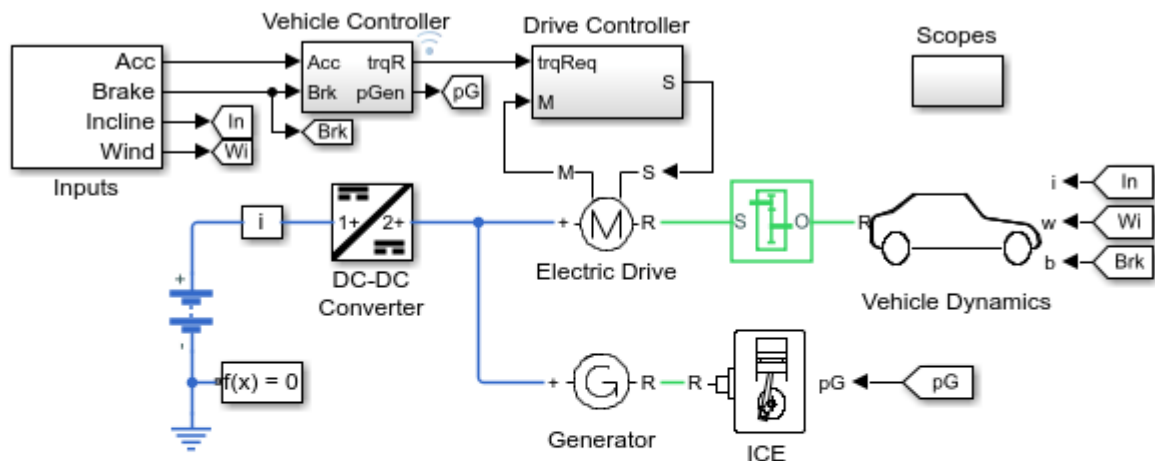 Vehicle Controller
Drive Controller
Scopes
Acc
Brake
Incline
Wind
Inputs
In
Wi
Acc
trqR
Brk
pGen
pG
Brk
trqReq
M
S
M
S
i
1+
2+
DC-DC
Converter
+
M
R
Electric Drive
S
O
R
Vehicle Dynamics
i
In
w
Wi
b
Brk
+
-
f(x) = 0
+
G
R
Generator
R
ICE
pG
pG